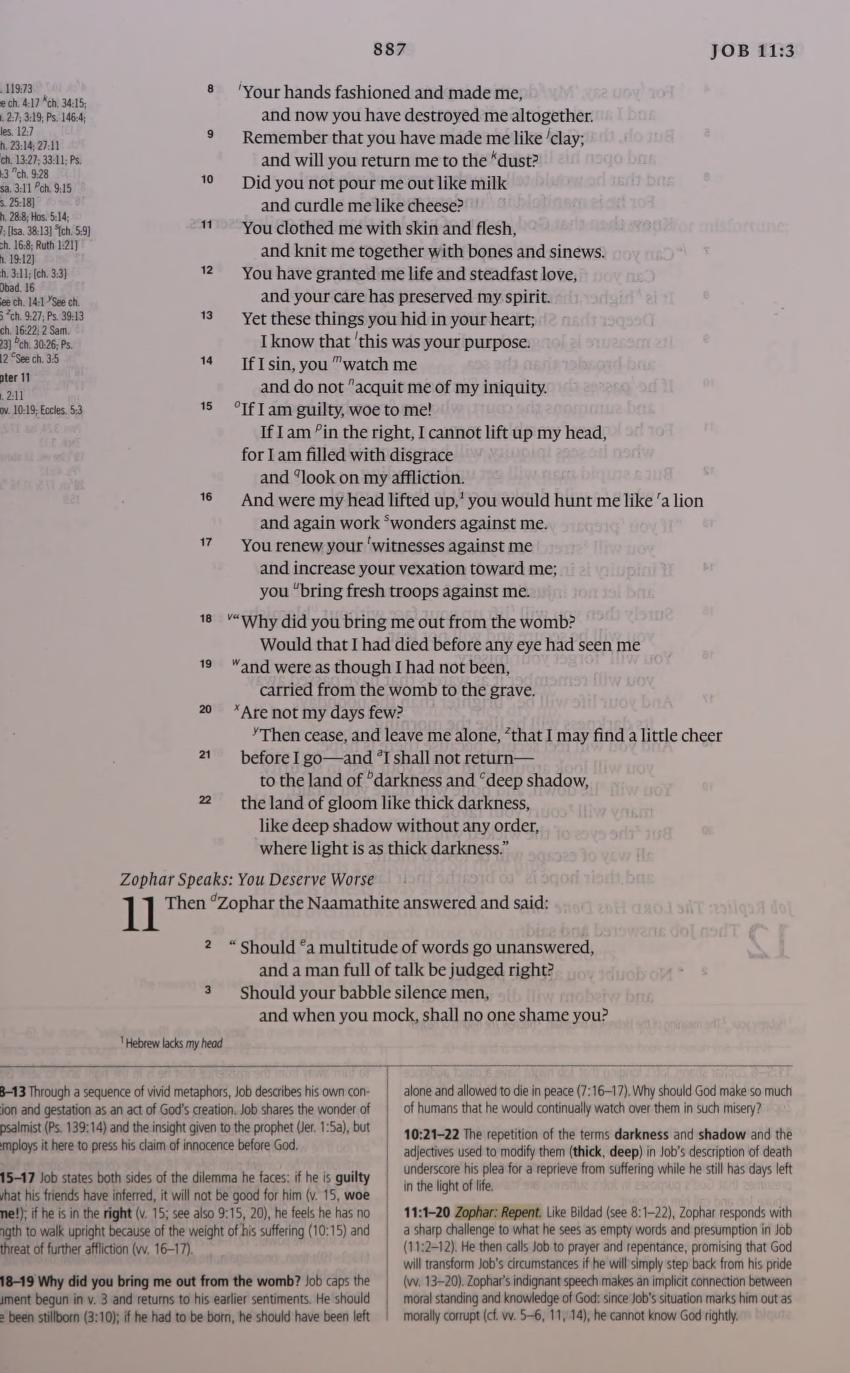 887
JOB 11:3
. 119:73
e ch. 4:17 ᵏch. 34:15;
. 2:7; 3:19; Ps. 146:4;
les. 12:7
h. 23:14; 27:11
ch. 13:27; 33:11; Ps.
:3 ⁿch. 9:28
sa. 3:11 ᵖch. 9:15
s. 25:18]
h. 28:8; Hos. 5:14;
7; [Isa. 38:13] ˢ[ch. 5:9]
ch. 16:8; Ruth 1:21]
h. 19:12]
h. 3:11; [ch. 3:3]
Obad. 16
ee ch. 14:1 ʸSee ch.
6 ᶻch. 9:27; Ps. 39:13
ch. 16:22; 2 Sam.
23] ᵇch. 30:26; Ps.
12 ᶜSee ch. 3:5
pter 11
. 2:11
ov. 10:19; Eccles. 5:3
8 ⁱYour hands fashioned and made me,
and now you have destroyed me altogether.
9 Remember that you have made me like ʲclay;
and will you return me to the ᵏdust?
10 Did you not pour me out like milk
and curdle me like cheese?
11 You clothed me with skin and flesh,
and knit me together with bones and sinews.
12 You have granted me life and steadfast love,
and your care has preserved my spirit.
13 Yet these things you hid in your heart;
I know that ˡthis was your purpose.
14 If I sin, you ᵐwatch me
and do not ⁿacquit me of my iniquity.
15 ᵒIf I am guilty, woe to me!
If I am ᵖin the right, I cannot lift up my head,
for I am filled with disgrace
and ᑫlook on my affliction.
16 And were my head lifted up,¹ you would hunt me like ʳa lion
and again work ˢwonders against me.
17 You renew your ᵗwitnesses against me
and increase your vexation toward me;
you ᵘbring fresh troops against me.
18 ᵛ“Why did you bring me out from the womb?
Would that I had died before any eye had seen me
19 ʷand were as though I had not been,
carried from the womb to the grave.
20 ˣAre not my days few?
ʸThen cease, and leave me alone, ᶻthat I may find a little cheer
21 before I go—and ᵃI shall not return—
to the land of ᵇdarkness and ᶜdeep shadow,
22 the land of gloom like thick darkness,
like deep shadow without any order,
where light is as thick darkness.”
Zophar Speaks: You Deserve Worse
11 Then ᵈZophar the Naamathite answered and said:
2 “Should ᵉa multitude of words go unanswered,
and a man full of talk be judged right?
3 Should your babble silence men,
and when you mock, shall no one shame you?
¹ Hebrew lacks my head
8–13 Through a sequence of vivid metaphors, Job describes his own con-
ion and gestation as an act of God's creation. Job shares the wonder of
psalmist (Ps. 139:14) and the insight given to the prophet (Jer. 1:5a), but
employs it here to press his claim of innocence before God.
15–17 Job states both sides of the dilemma he faces: if he is guilty
what his friends have inferred, it will not be good for him (v. 15, woe
me!); if he is in the right (v. 15; see also 9:15, 20), he feels he has no
ngth to walk upright because of the weight of his suffering (10:15) and
threat of further affliction (vv. 16–17).
18–19 Why did you bring me out from the womb? Job caps the
ument begun in v. 3 and returns to his earlier sentiments. He should
e been stillborn (3:10); if he had to be born, he should have been left
alone and allowed to die in peace (7:16–17). Why should God make so much
of humans that he would continually watch over them in such misery?
10:21–22 The repetition of the terms darkness and shadow and the
adjectives used to modify them (thick, deep) in Job's description of death
underscore his plea for a reprieve from suffering while he still has days left
in the light of life.
11:1–20 Zophar: Repent. Like Bildad (see 8:1–22), Zophar responds with
a sharp challenge to what he sees as empty words and presumption in Job
(11:2–12). He then calls Job to prayer and repentance, promising that God
will transform Job's circumstances if he will simply step back from his pride
(vv. 13–20). Zophar's indignant speech makes an implicit connection between
moral standing and knowledge of God: since Job's situation marks him out as
morally corrupt (cf. vv. 5–6, 11, 14), he cannot know God rightly.